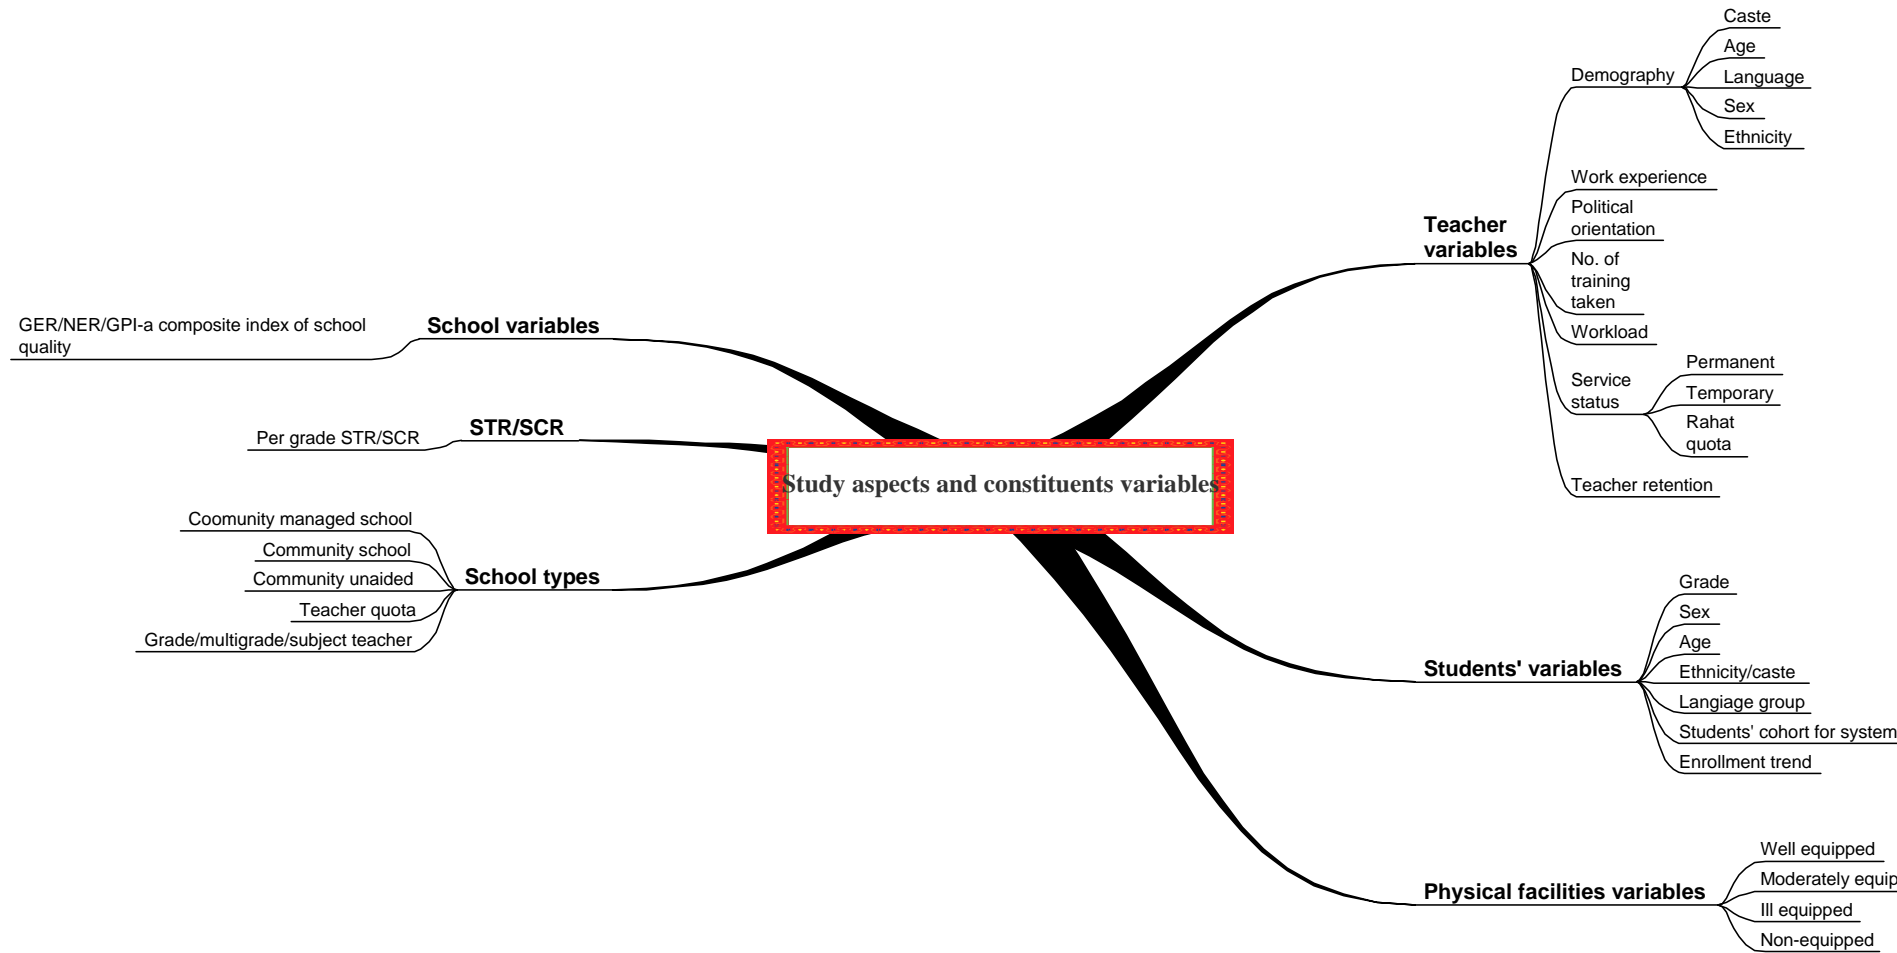 Study aspects and constituents variables
Teacher
variables
Demography
Caste
Age
Language
Sex
Ethnicity
Work experience
Political
orientation
No. of
training
taken
Workload
Service
status
Permanent
Temporary
Rahat
quota
Teacher retention
Students' variables
Grade
Sex
Age
Ethnicity/caste
Langiage group
Students' cohort for system
Enrollment trend
Physical facilities variables
Well equipped
Moderately equip
Ill equipped
Non-equipped
School variables
GER/NER/GPI-a composite index of school
quality
STR/SCR
Per grade STR/SCR
School types
Coomunity managed school
Community school
Community unaided
Teacher quota
Grade/multigrade/subject teacher